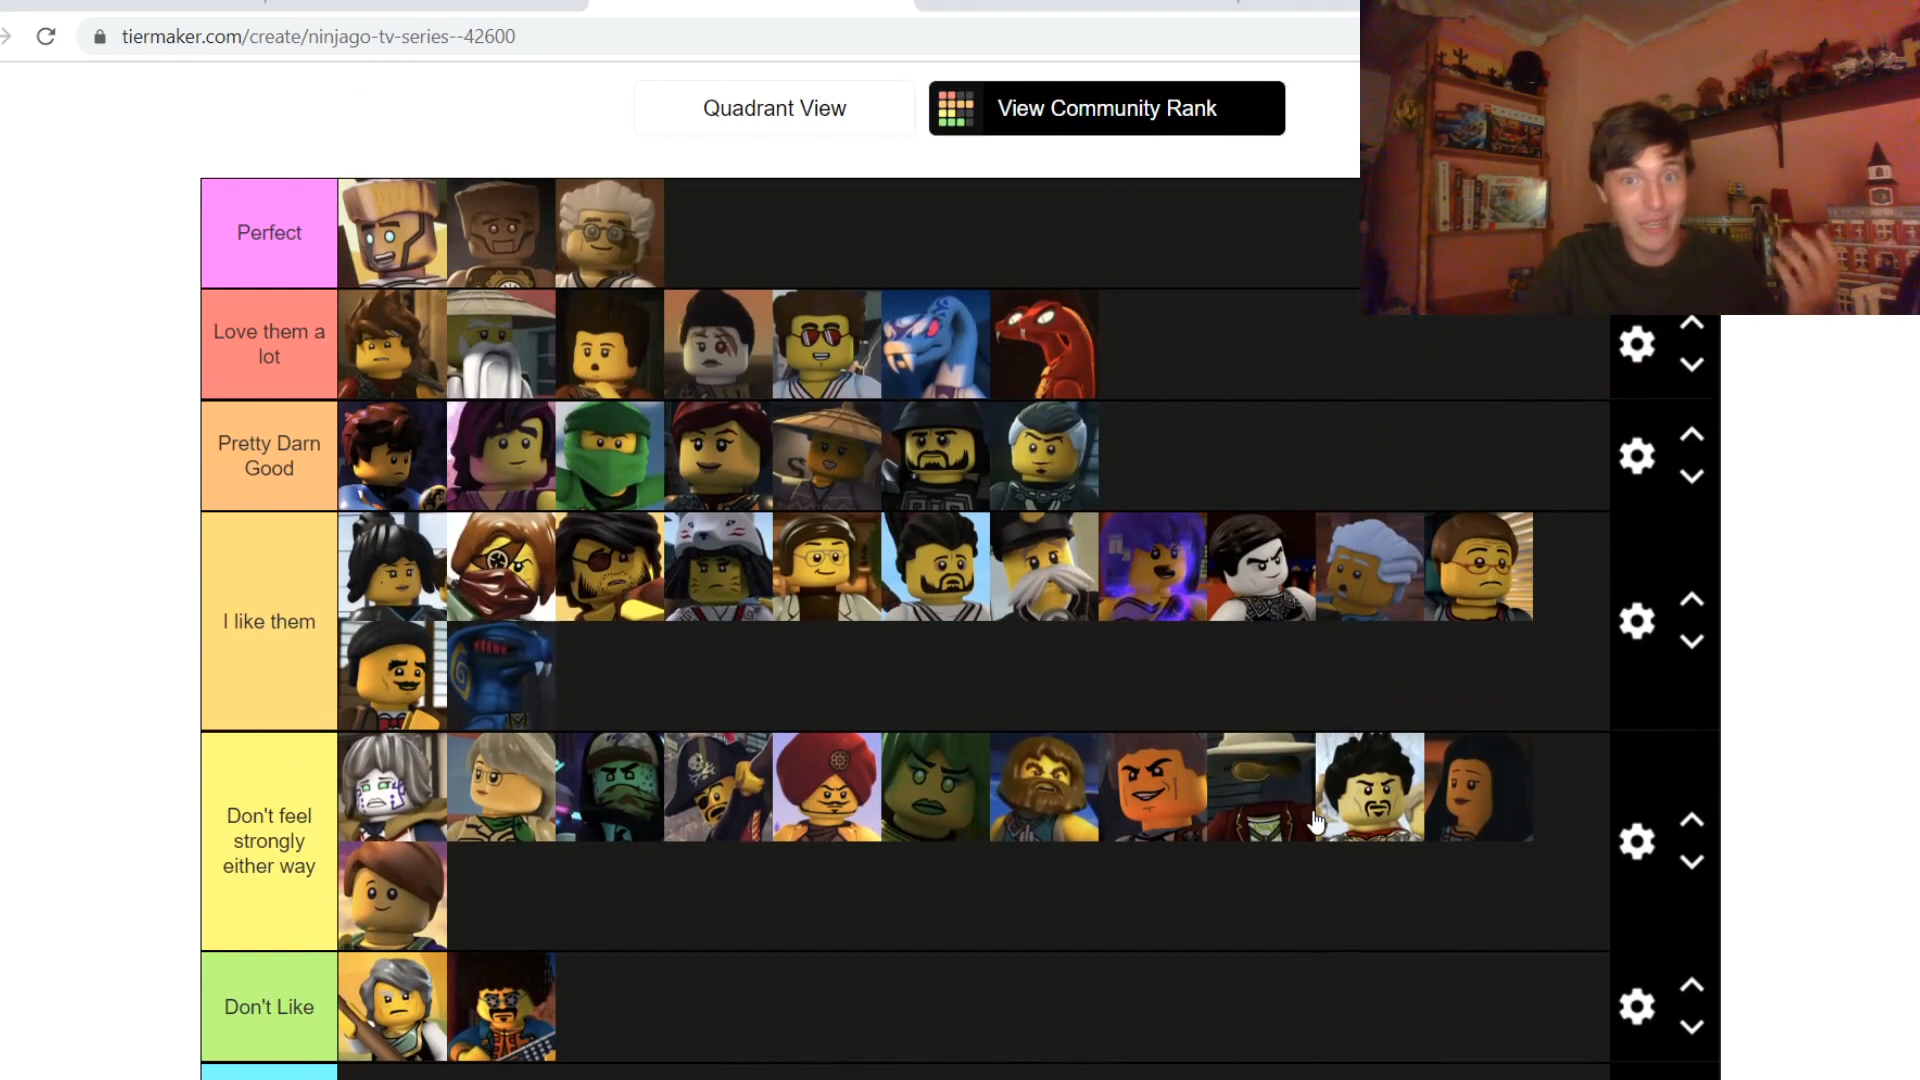 tiermaker.com/create/ninjago-tv-series--42600
Quadrant View
View Community Rank
Perfect
Love them a
lot
Pretty Darn
Good
I like them
Don't feel
strongly
either way
Don't Like